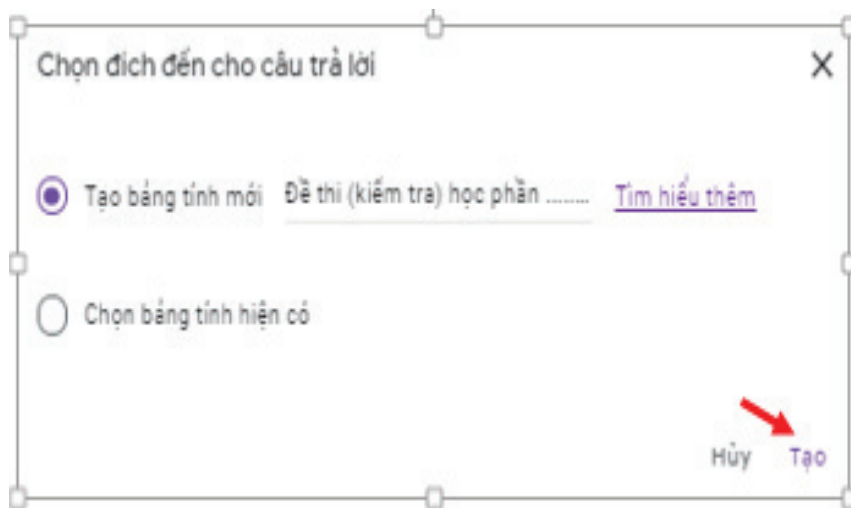 Chọn đích đến cho câu trả lời X
Tạo bảng tính mới Đề thi (kiểm tra) học phần ........ Tìm hiểu thêm
Chọn bảng tính hiện có
Hủy Tạo